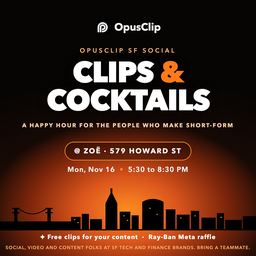 OpusClip
OPUSCLIP SF SOCIAL
CLIPS &
COCKTAILS
A HAPPY HOUR FOR THE PEOPLE WHO MAKE SHORT-FORM
@ ZOĒ · 579 HOWARD ST
Mon, Nov 16 • 5:30 to 8:30 PM
+ Free clips for your content • Ray-Ban Meta raffle
SOCIAL, VIDEO AND CONTENT FOLKS AT SF TECH AND FINANCE BRANDS. BRING A TEAMMATE.